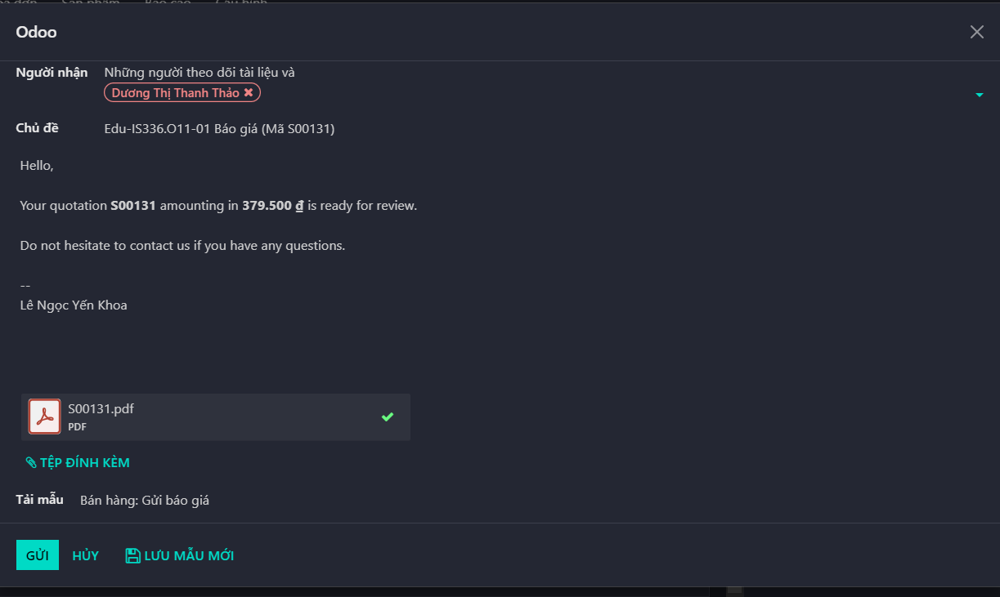 Odoo
Người nhận
Những người theo dõi tài liệu và
Dương Thị Thanh Thảo
Chủ đề
Edu-IS336.O11-01 Báo giá (Mã S00131)
Hello,
Your quotation S00131 amounting in 379.500 ₫ is ready for review.
Do not hesitate to contact us if you have any questions.
--
Lê Ngọc Yến Khoa
S00131.pdf
PDF
TỆP ĐÍNH KÈM
Tải mẫu
Bán hàng: Gửi báo giá
GỬI
HỦY
LƯU MẪU MỚI